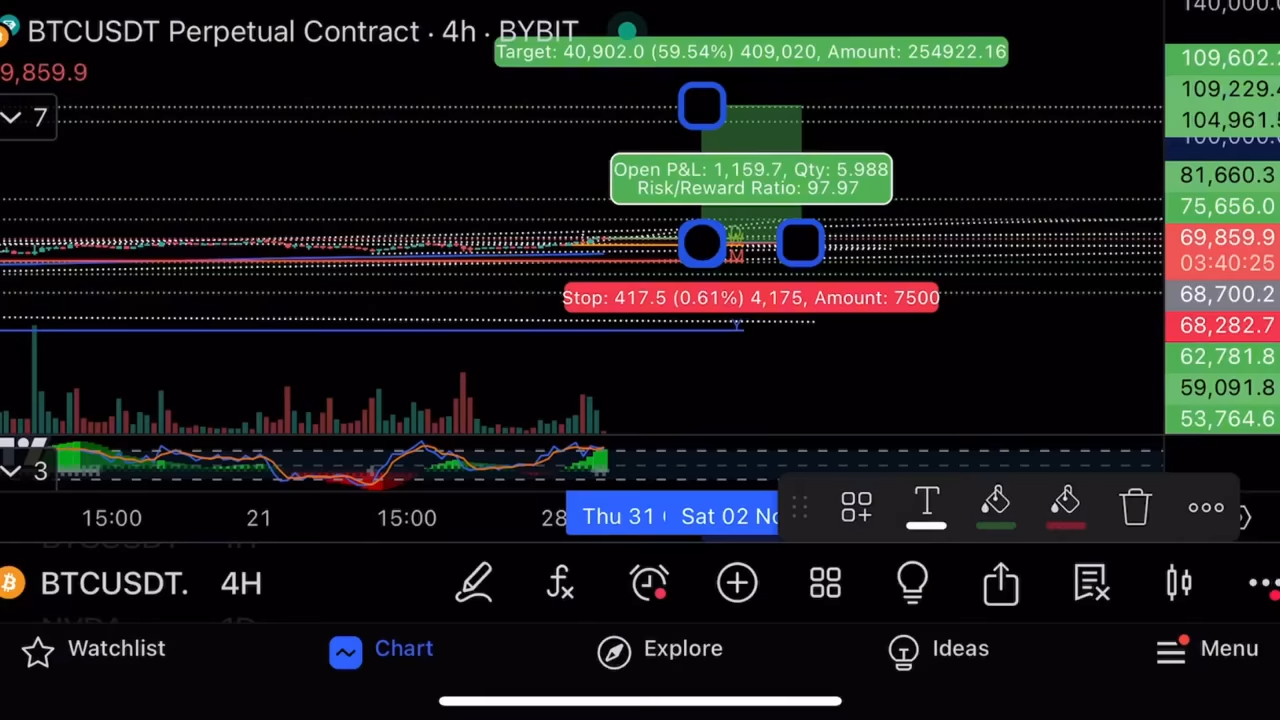 BTCUSDT Perpetual Contract · 4h · BYBIT
9,859.9
Target: 40,902.0 (59.54%) 409,020, Amount: 254922.16
7
Open P&L: 1,159.7, Qty: 5.988
Risk/Reward Ratio: 97.97
Stop: 417.5 (0.61%) 4,175, Amount: 7500
M
Y
109,602.2
109,229.4
104,961.5
81,660.3
75,656.0
69,859.9
03:40:25
68,700.2
68,282.7
62,781.8
59,091.8
53,764.6
3
15:00
21
15:00
28
Thu 31
Sat 02 No
T
BTCUSDT.
4H
Watchlist
Chart
Explore
Ideas
Menu